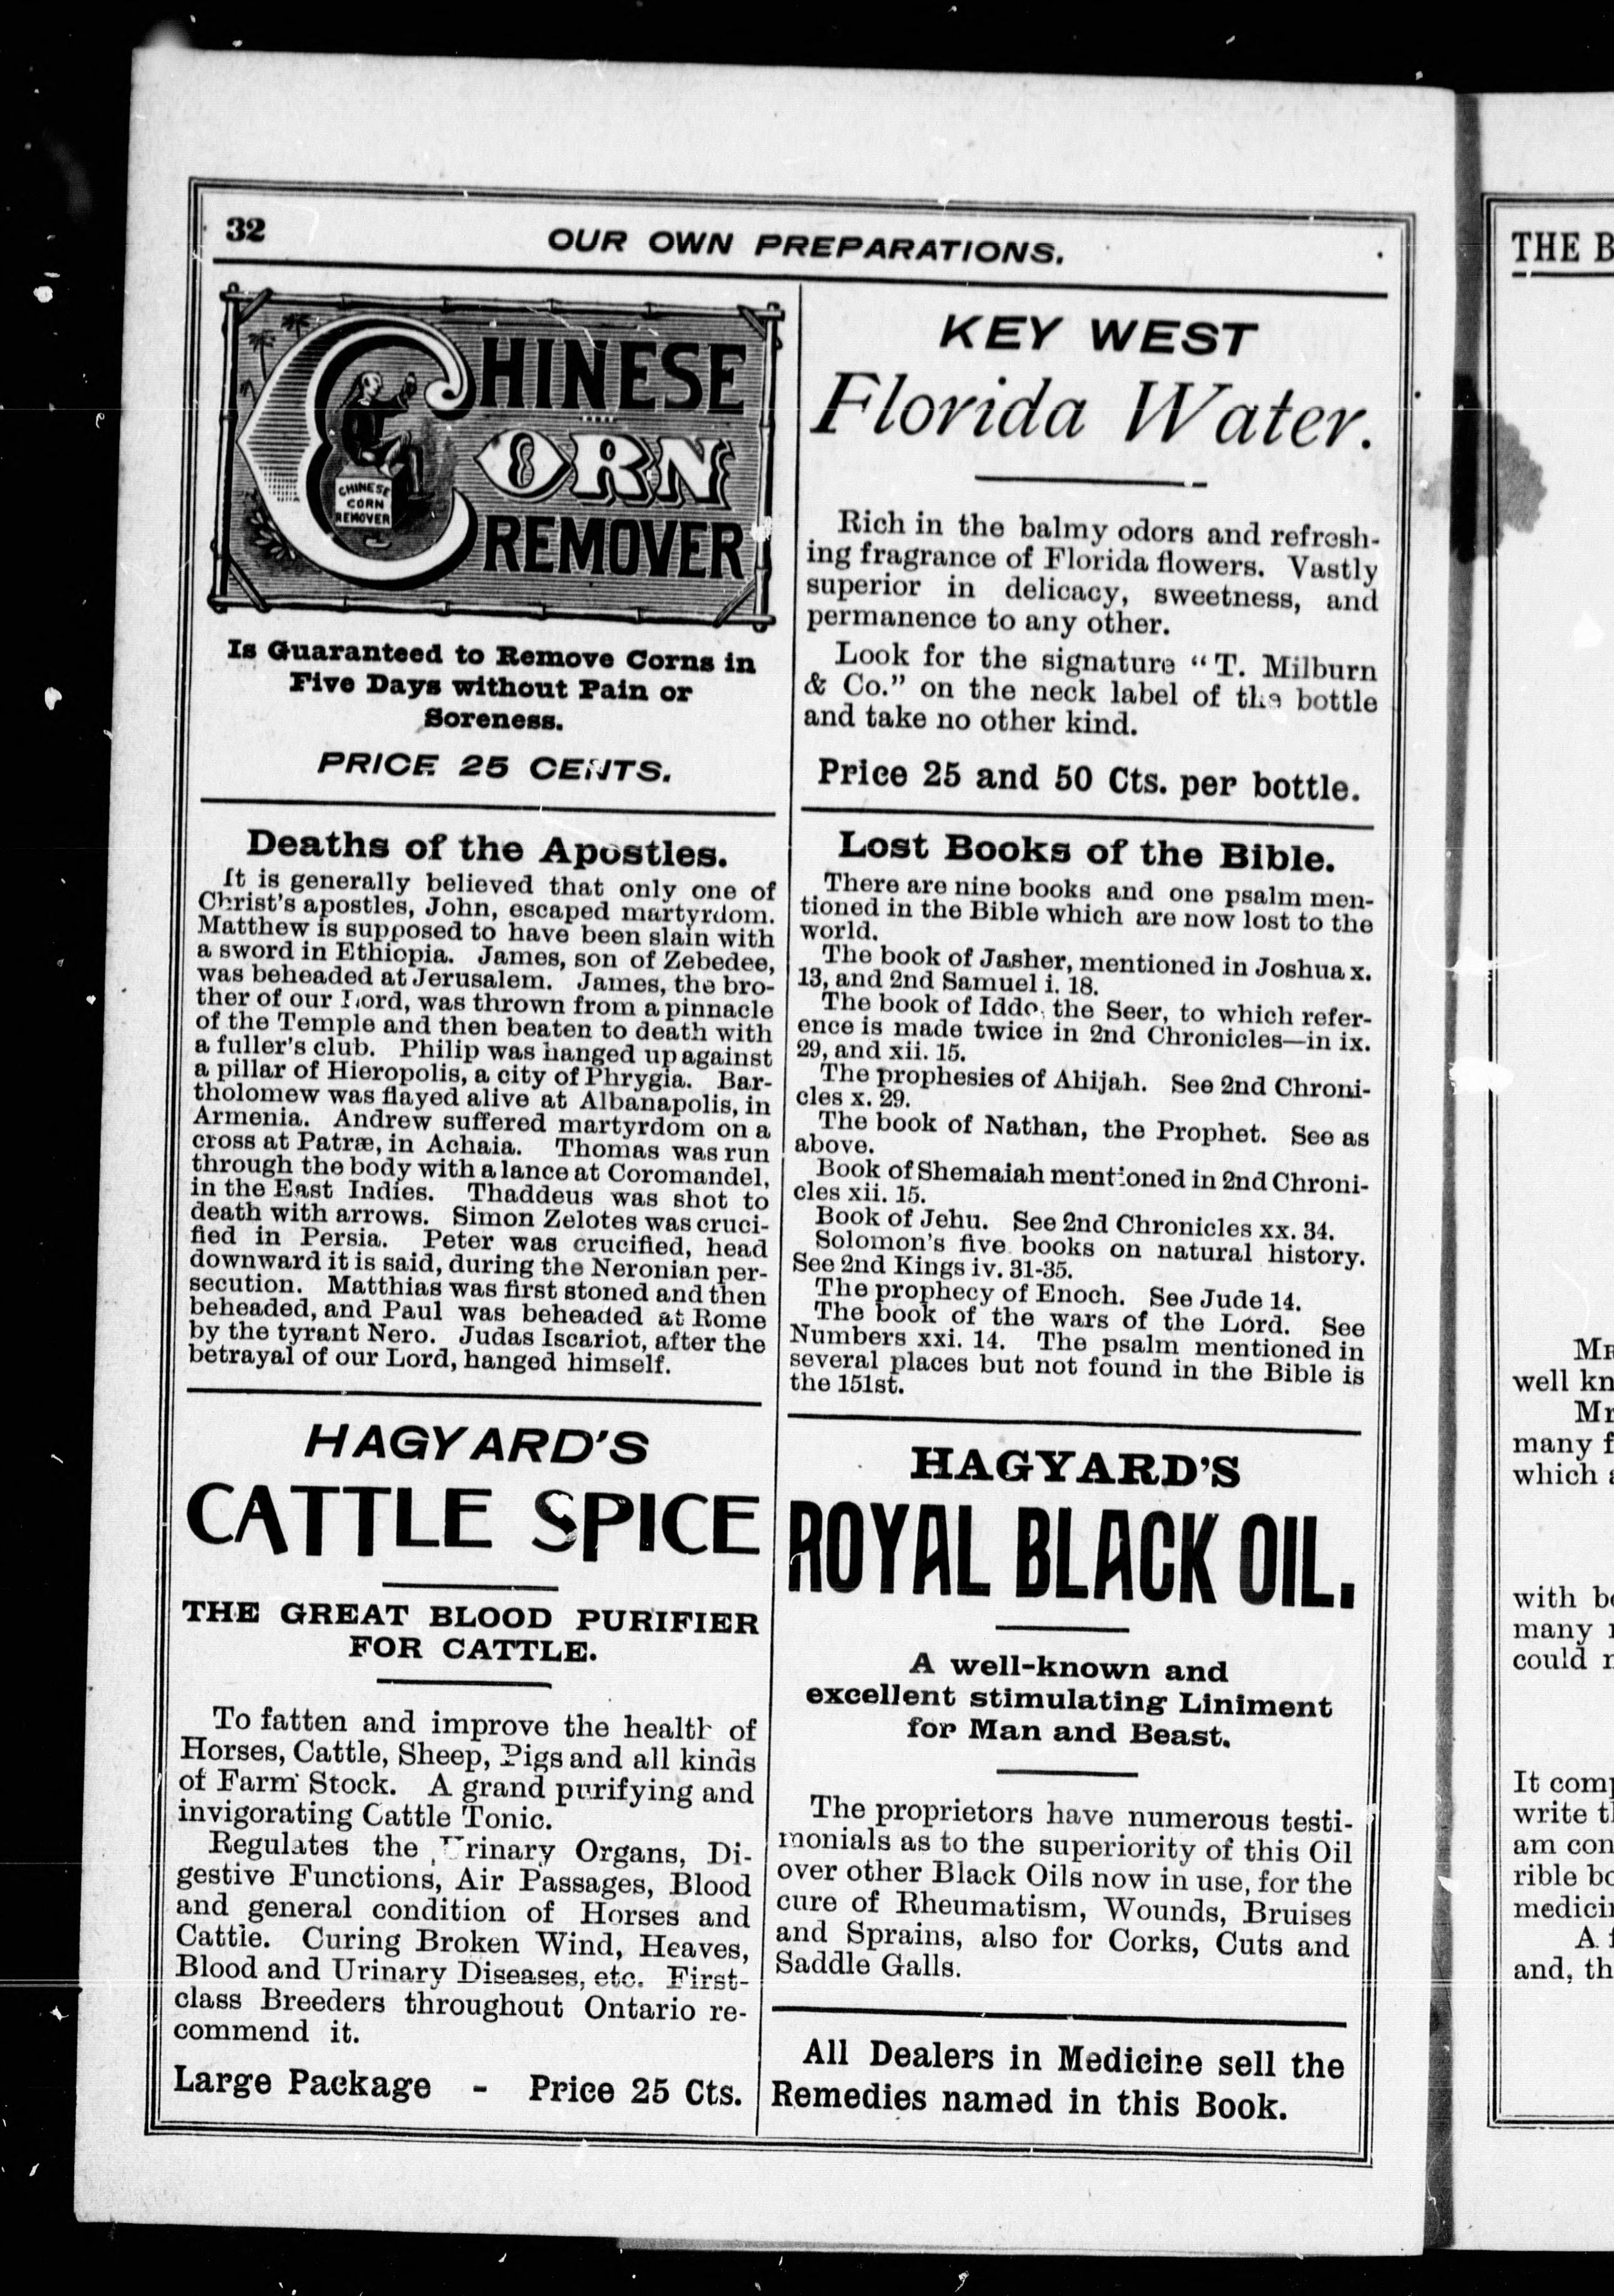 32
OUR OWN PREPARATIONS.
CHINESE
CORN
REMOVER
CHINESE
CORN
REMOVER
Is Guaranteed to Remove Corns in
Five Days without Pain or
Soreness.
PRICE 25 CENTS.
Deaths of the Apostles.
It is generally believed that only one of
Christ's apostles, John, escaped martyrdom.
Matthew is supposed to have been slain with
a sword in Ethiopia. James, son of Zebedee,
was beheaded at Jerusalem. James, the bro-
ther of our Lord, was thrown from a pinnacle
of the Temple and then beaten to death with
a fuller's club. Philip was hanged up against
a pillar of Hieropolis, a city of Phrygia. Bar-
tholomew was flayed alive at Albanapolis, in
Armenia. Andrew suffered martyrdom on a
cross at Patræ, in Achaia. Thomas was run
through the body with a lance at Coromandel,
in the East Indies. Thaddeus was shot to
death with arrows. Simon Zelotes was cruci-
fied in Persia. Peter was crucified, head
downward it is said, during the Neronian per-
secution. Matthias was first stoned and then
beheaded, and Paul was beheaded at Rome
by the tyrant Nero. Judas Iscariot, after the
betrayal of our Lord, hanged himself.
HAGYARD'S
CATTLE SPICE
THE GREAT BLOOD PURIFIER
FOR CATTLE.
To fatten and improve the health of
Horses, Cattle, Sheep, Pigs and all kinds
of Farm Stock. A grand purifying and
invigorating Cattle Tonic.
Regulates the Urinary Organs, Di-
gestive Functions, Air Passages, Blood
and general condition of Horses and
Cattle. Curing Broken Wind, Heaves,
Blood and Urinary Diseases, etc. First-
class Breeders throughout Ontario re-
commend it.
Large Package - Price 25 Cts.
KEY WEST
Florida Water.
Rich in the balmy odors and refresh-
ing fragrance of Florida flowers. Vastly
superior in delicacy, sweetness, and
permanence to any other.
Look for the signature "T. Milburn
& Co." on the neck label of the bottle
and take no other kind.
Price 25 and 50 Cts. per bottle.
Lost Books of the Bible.
There are nine books and one psalm men-
tioned in the Bible which are now lost to the
world.
The book of Jasher, mentioned in Joshua x.
13, and 2nd Samuel i. 18.
The book of Iddo, the Seer, to which refer-
ence is made twice in 2nd Chronicles—in ix.
29, and xii. 15.
The prophesies of Ahijah. See 2nd Chroni-
cles x. 29.
The book of Nathan, the Prophet. See as
above.
Book of Shemaiah mentioned in 2nd Chroni-
cles xii. 15.
Book of Jehu. See 2nd Chronicles xx. 34.
Solomon's five books on natural history.
See 2nd Kings iv. 31-35.
The prophecy of Enoch. See Jude 14.
The book of the wars of the Lord. See
Numbers xxi. 14. The psalm mentioned in
several places but not found in the Bible is
the 151st.
HAGYARD'S
ROYAL BLACK OIL.
A well-known and
excellent stimulating Liniment
for Man and Beast.
The proprietors have numerous testi-
monials as to the superiority of this Oil
over other Black Oils now in use, for the
cure of Rheumatism, Wounds, Bruises
and Sprains, also for Corks, Cuts and
Saddle Galls.
All Dealers in Medicine sell the
Remedies named in this Book.
THE B
well kn
many f
which
with
many
could
It
write
am con
rible
and, th